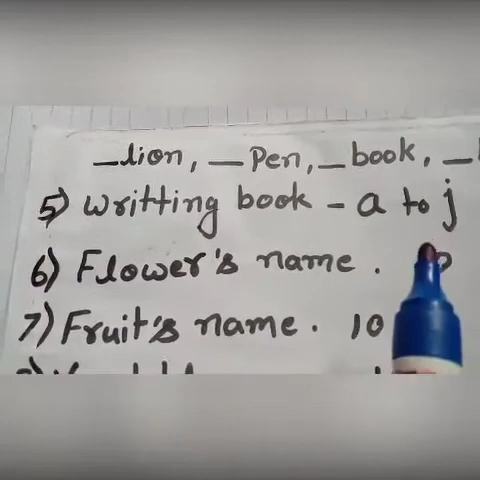 _lion, _Pen, _book, _
5) Writting book - a to j
6) Flower's name.
7) Fruit's name. 10